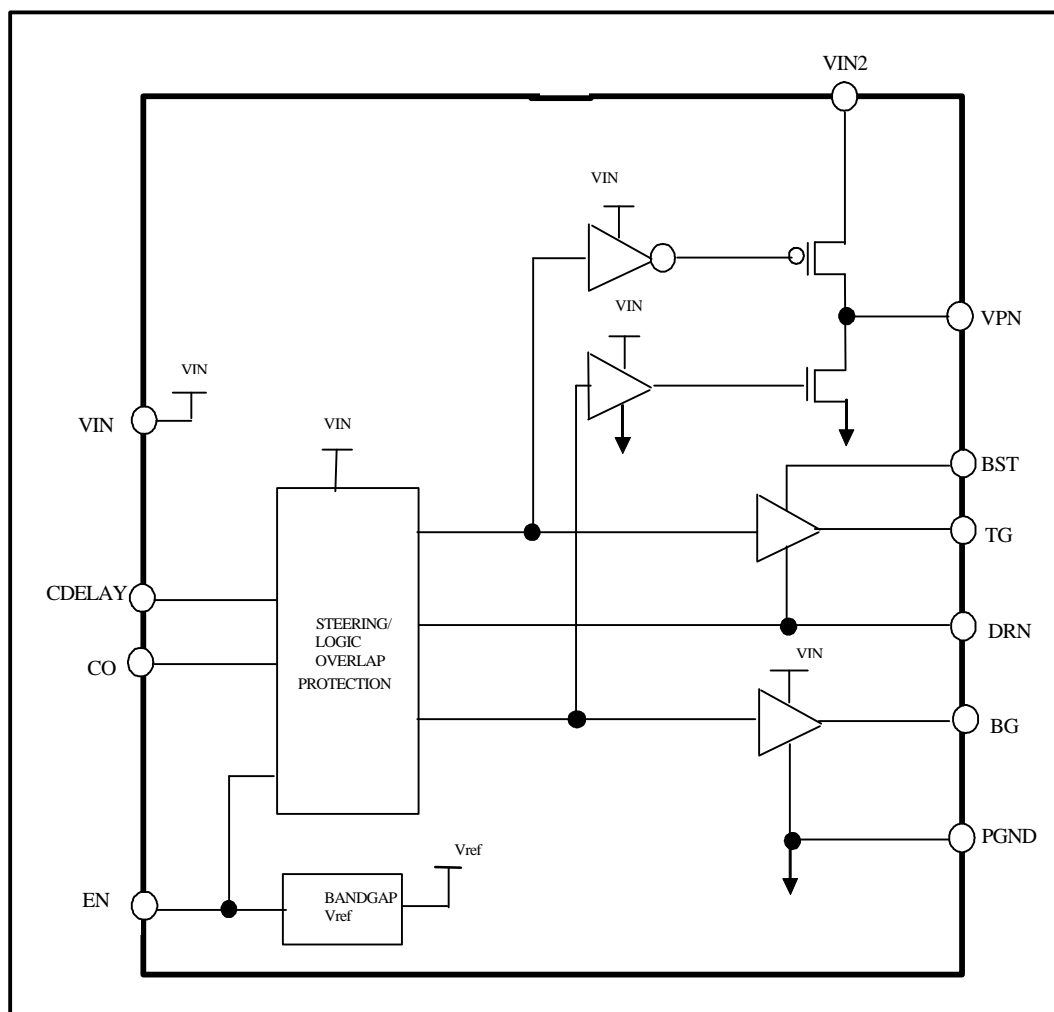 VIN2
VIN
VIN
VPN
VIN
VIN
VIN
BST
TG
CDELAY
STEERING/
LOGIC
OVERLAP
PROTECTION
DRN
CO
VIN
BG
PGND
Vref
EN
BANDGAP
Vref